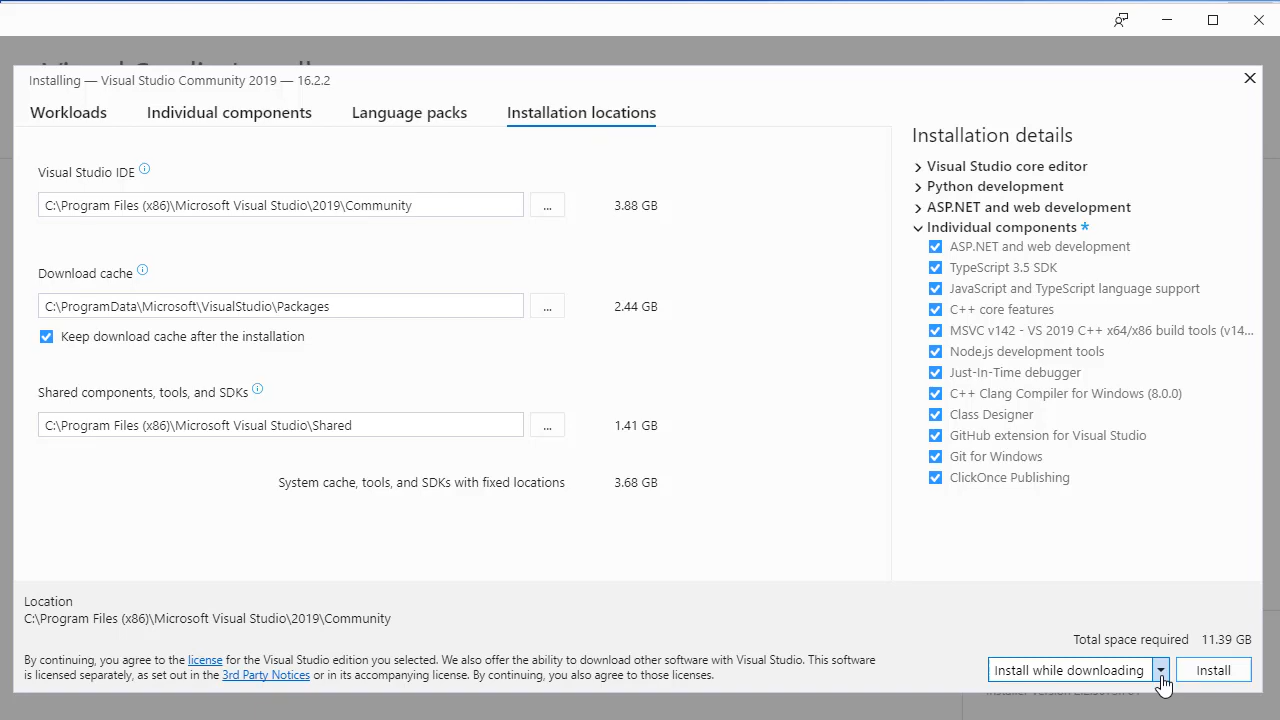 Installing — Visual Studio Community 2019 — 16.2.2
Workloads
Individual components
Language packs
Installation locations
Visual Studio IDE
C:\Program Files (x86)\Microsoft Visual Studio\2019\Community
...
3.88 GB
Download cache
C:\ProgramData\Microsoft\VisualStudio\Packages
...
2.44 GB
Keep download cache after the installation
Shared components, tools, and SDKs
C:\Program Files (x86)\Microsoft Visual Studio\Shared
...
1.41 GB
System cache, tools, and SDKs with fixed locations
3.68 GB
Installation details
Visual Studio core editor
Python development
ASP.NET and web development
Individual components *
ASP.NET and web development
TypeScript 3.5 SDK
JavaScript and TypeScript language support
C++ core features
MSVC v142 - VS 2019 C++ x64/x86 build tools (v14...
Node.js development tools
Just-In-Time debugger
C++ Clang Compiler for Windows (8.0.0)
Class Designer
GitHub extension for Visual Studio
Git for Windows
ClickOnce Publishing
Location
C:\Program Files (x86)\Microsoft Visual Studio\2019\Community
Total space required 11.39 GB
By continuing, you agree to the license for the Visual Studio edition you selected. We also offer the ability to download other software with Visual Studio. This software
is licensed separately, as set out in the 3rd Party Notices or in its accompanying license. By continuing, you also agree to those licenses.
Install while downloading
Install